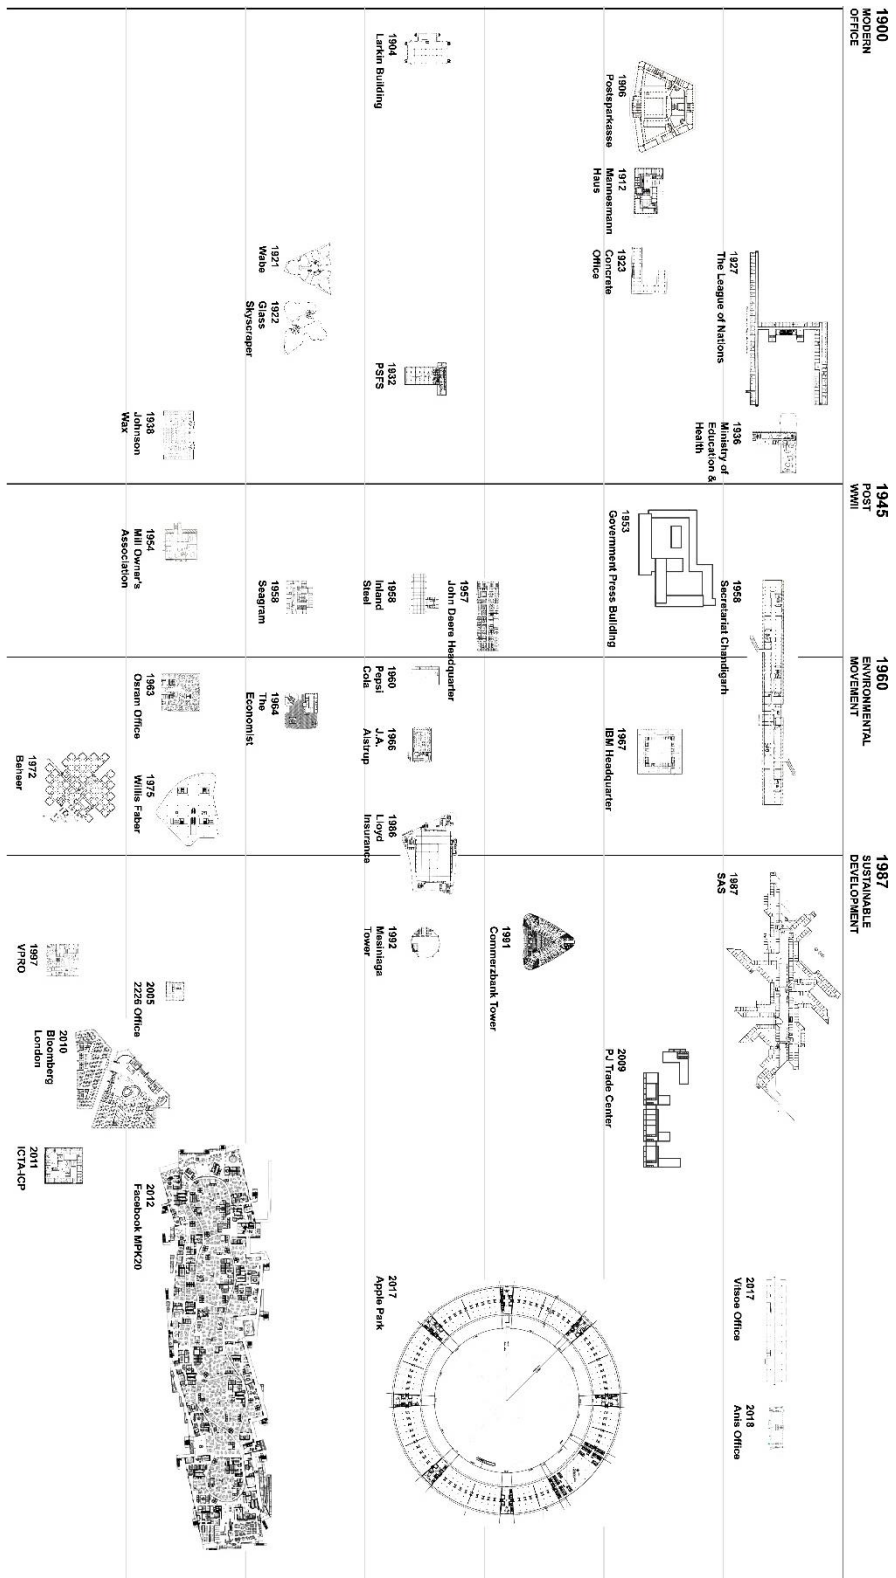 1900
MODERN
OFFICE
1945
POST
WWII
1960
ENVIRONMENTAL
MOVEMENT
1987
SUSTAINABLE
DEVELOPMENT
1927
The League of Nations
1936
Ministry of
Education &
Health
1958
Secretariat Chandigarh
1987
SAS
2017
Vitsoe Office
2018
Anis Office
1906
Postsparkasse
1912
Mannesmann
Haus
1923
Concrete
Office
1953
Government Press Building
1967
IBM Headquarter
2009
PJ Trade Center
1957
John Deere Headquarter
1991
Commerzbank Tower
1904
Larkin Building
1932
PSFS
1958
Inland
Steel
1960
Pepsi
Cola
1966
J.A.
Alstrup
1986
Lloyd
Insurance
1992
Mesiniaga
Tower
2017
Apple Park
1921
Wabe
1922
Glass
Skyscraper
1958
Seagram
1964
The
Economist
1938
Johnson
Wax
1954
Mill Owner's
Association
1963
Osram Office
1975
Willis Faber
2005
2226 Office
2012
Facebook MPK20
1972
Beheer
1997
VPRO
2010
Bloomberg
London
2011
ICTA-ICP